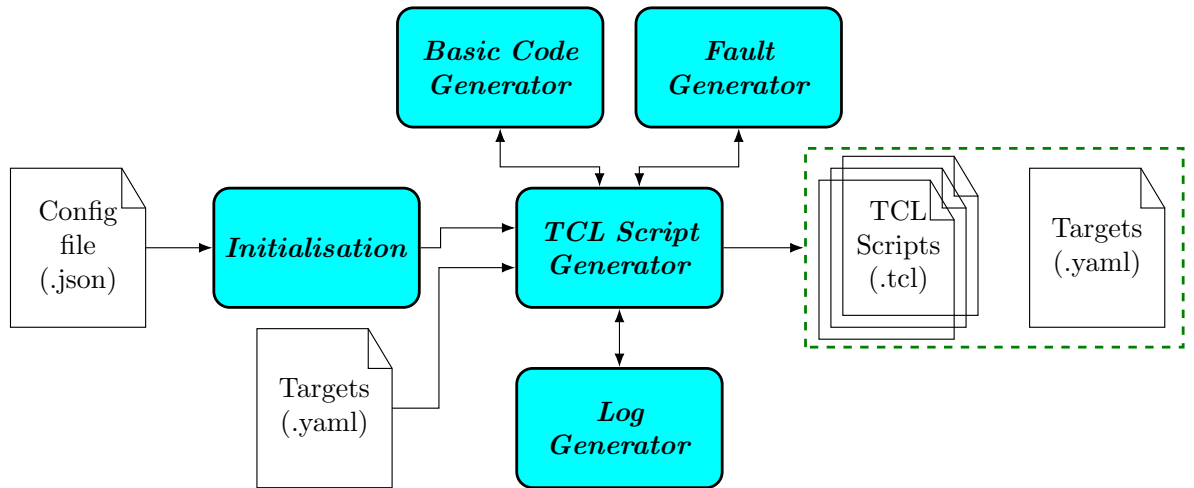 Basic Code
Generator
Fault
Generator
Config
file
(.json)
Initialisation
TCL Script
Generator
TCL
Scripts
(.tcl)
Targets
(.yaml)
Targets
(.yaml)
Log
Generator